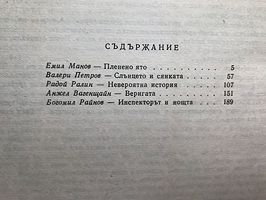 СЪДЪРЖАНИЕ
Емил Манов — Пленено ято . . . . . 5
Валери Петров — Слънцето и сянката . . . 57
Радой Ралин — Невероятна история . . . . 107
Анжел Вагенщайн — Веригата . . . . . 151
Богомил Райнов — Инспекторът и нощта . . . 189